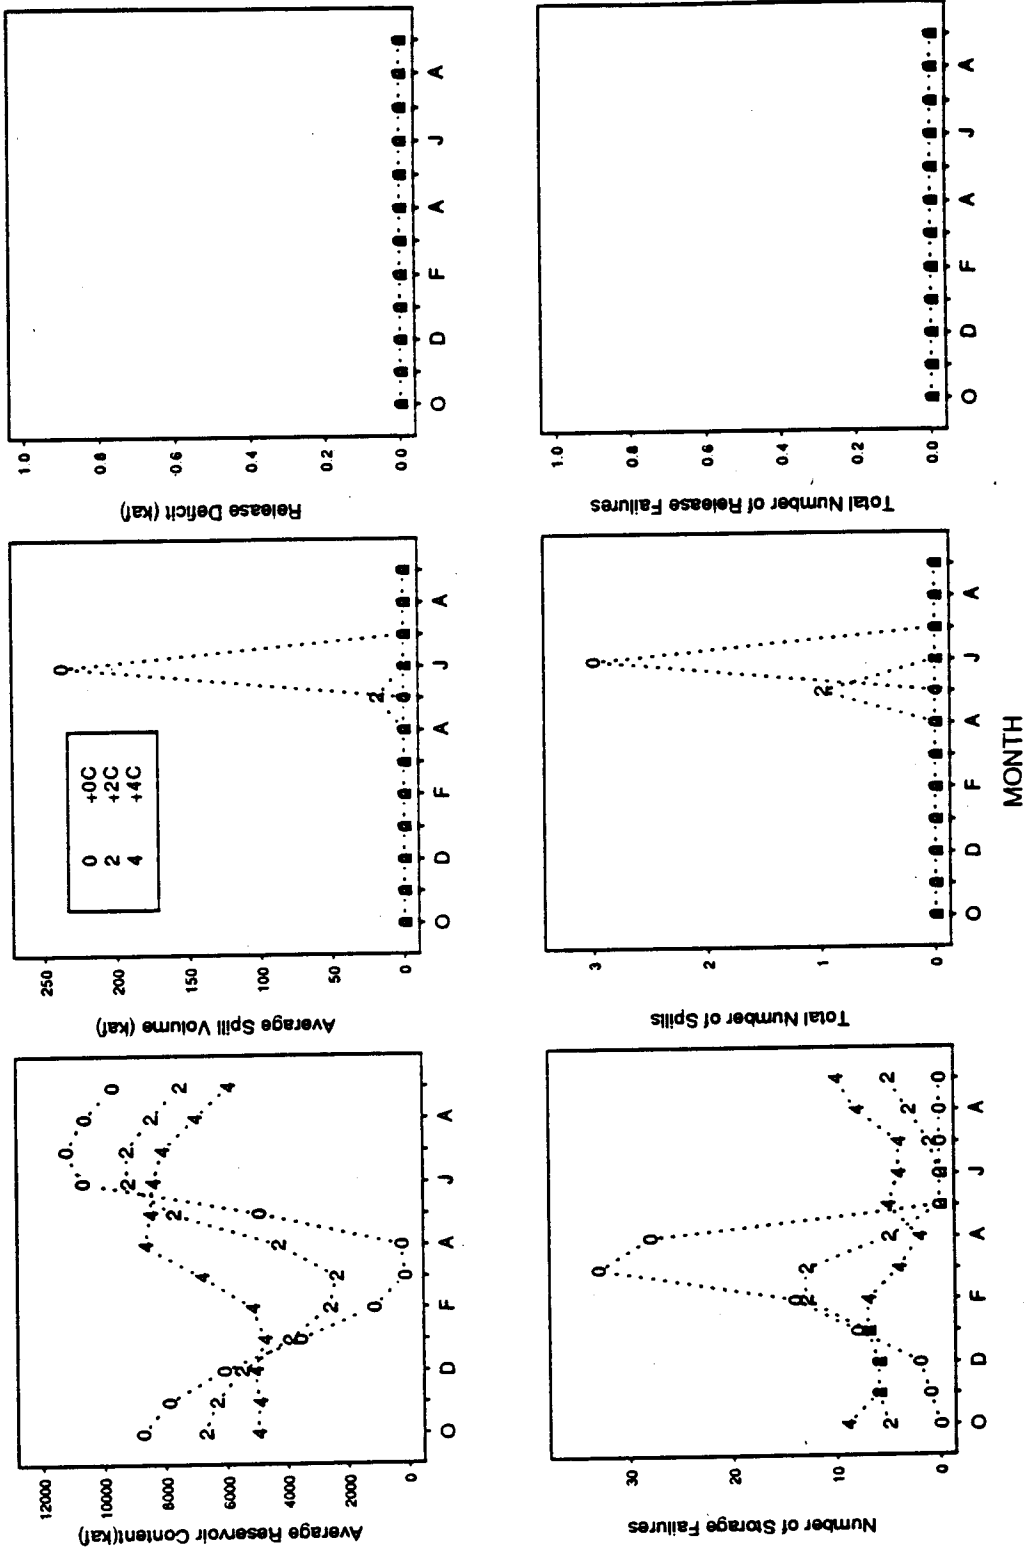 Average Reservoir Content(kaf)
0 2000 4000 6000 8000 10000 12000
O D F A J A
Average Spill Volume (kaf)
0 50 100 150 200 250
O D F A J A
0 +0C
2 +2C
4 +4C
Release Deficit (kaf)
0.0 0.2 0.4 0.6 0.8 1.0
O D F A J A
Number of Storage Failures
0 10 20 30
O D F A J A
Total Number of Spills
0 1 2 3
O D F A J A
Total Number of Release Failures
0.0 0.2 0.4 0.6 0.8 1.0
O D F A J A
MONTH